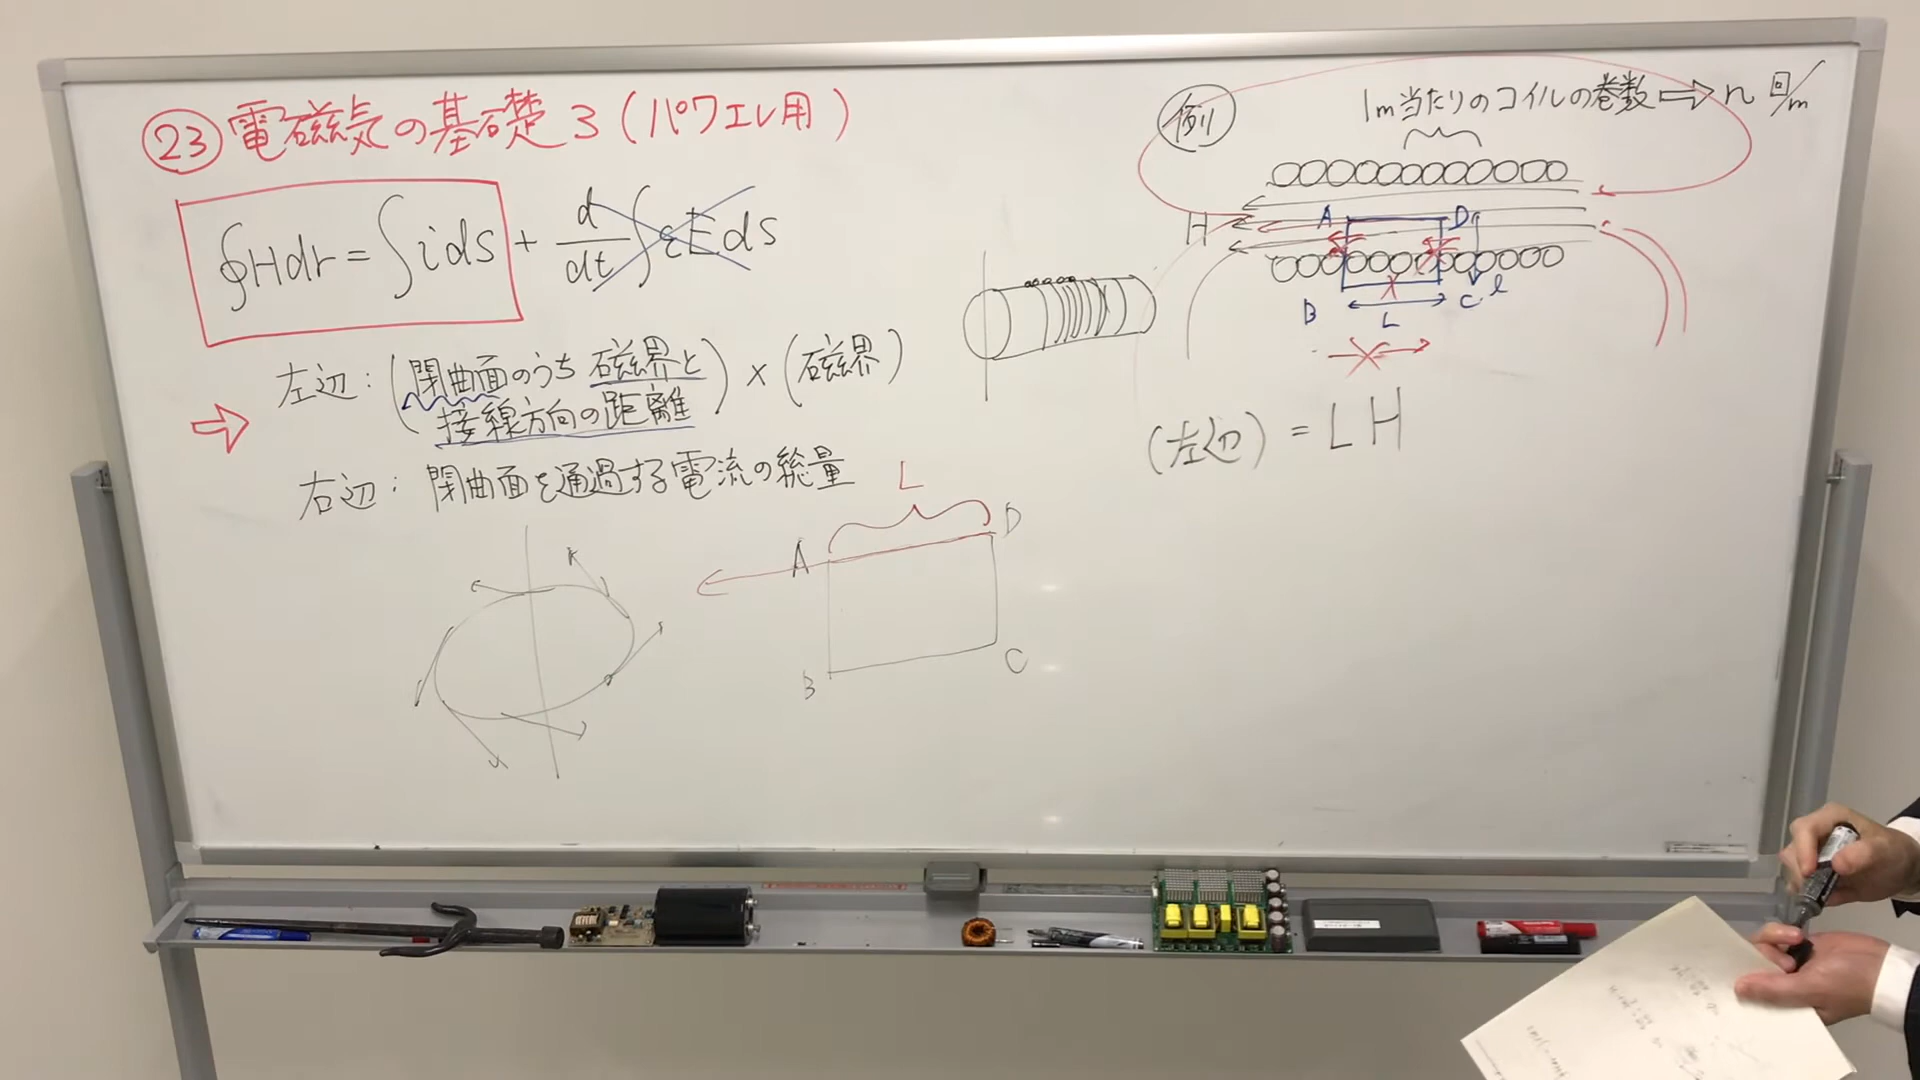 ㉓ 電磁気の基礎 3 (パワエレ用)
∮Hdr = ∫ids + d/dt ∫εEds
左辺 : (閉曲面のうち 磁界と 接線方向の距離) × (磁界)
右辺 : 閉曲面を通過する電流の総量
L
A
D
B
C
例
1m当たりのコイルの巻数 ⇨ n 回/m
H
A
D
B
L
C
l
(左辺) = L H